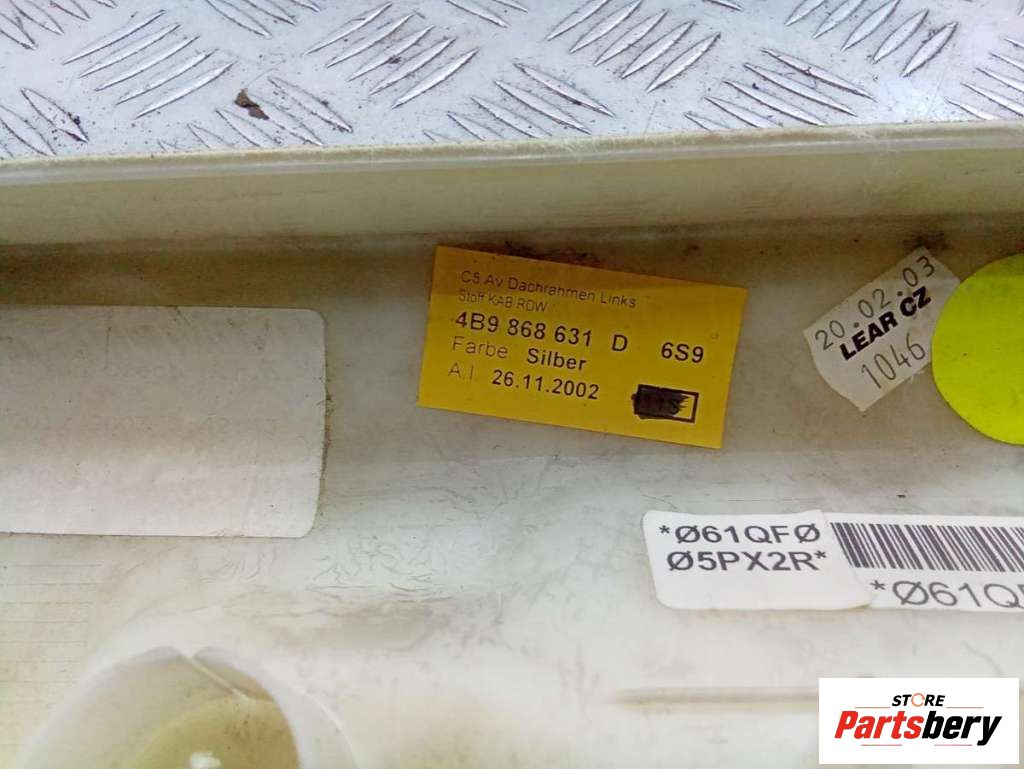 C5 Av Dachrahmen Links
Stoff KAB RDW
4B9 868 631 D 6S9
Farbe Silber
A.I. 26.11.2002
20.02.03
LEAR CZ
1046
*Ø61QFØ
Ø5PX2R*
*Ø61Q
STORE
Partsbery